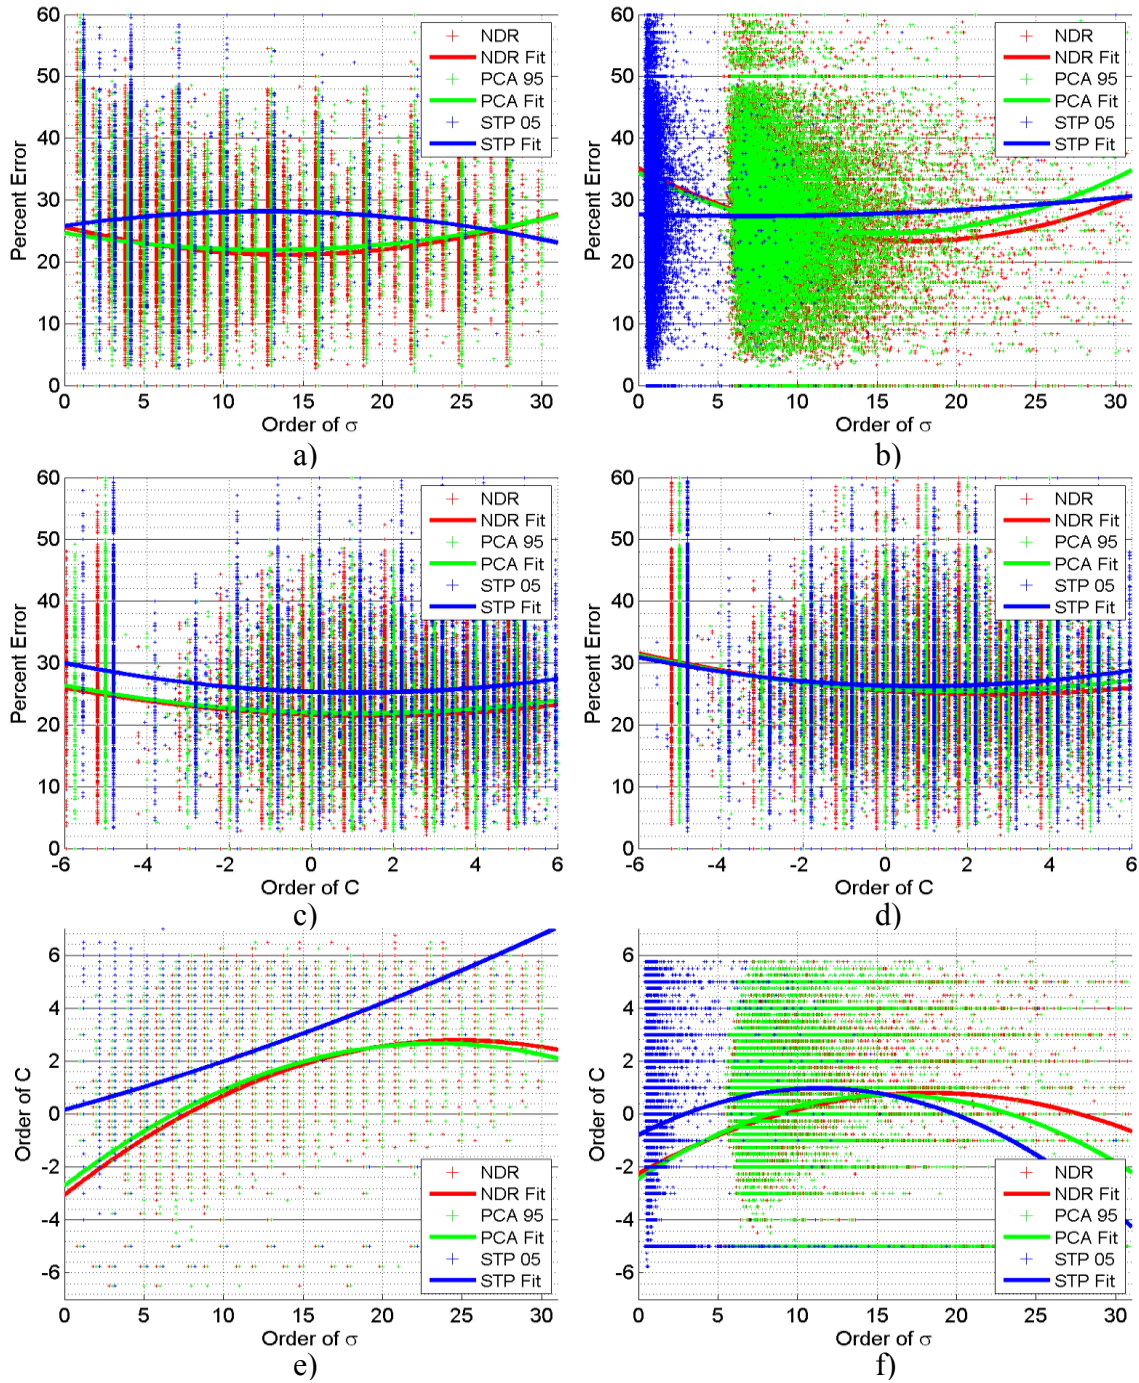 60
50
40
30
20
10
0
Percent Error
0 5 10 15 20 25 30
Order of σ
NDR
NDR Fit
PCA 95
PCA Fit
STP 05
STP Fit
a)
60
50
40
30
20
10
0
Percent Error
0 5 10 15 20 25 30
Order of σ
NDR
NDR Fit
PCA 95
PCA Fit
STP 05
STP Fit
b)
60
50
40
30
20
10
0
Percent Error
-6 -4 -2 0 2 4 6
Order of C
NDR
NDR Fit
PCA 95
PCA Fit
STP 05
STP Fit
c)
60
50
40
30
20
10
0
Percent Error
-6 -4 -2 0 2 4 6
Order of C
NDR
NDR Fit
PCA 95
PCA Fit
STP 05
STP Fit
d)
6
4
2
0
-2
-4
-6
Order of C
0 5 10 15 20 25 30
Order of σ
NDR
NDR Fit
PCA 95
PCA Fit
STP 05
STP Fit
e)
6
4
2
0
-2
-4
-6
Order of C
0 5 10 15 20 25 30
Order of σ
NDR
NDR Fit
PCA 95
PCA Fit
STP 05
STP Fit
f)